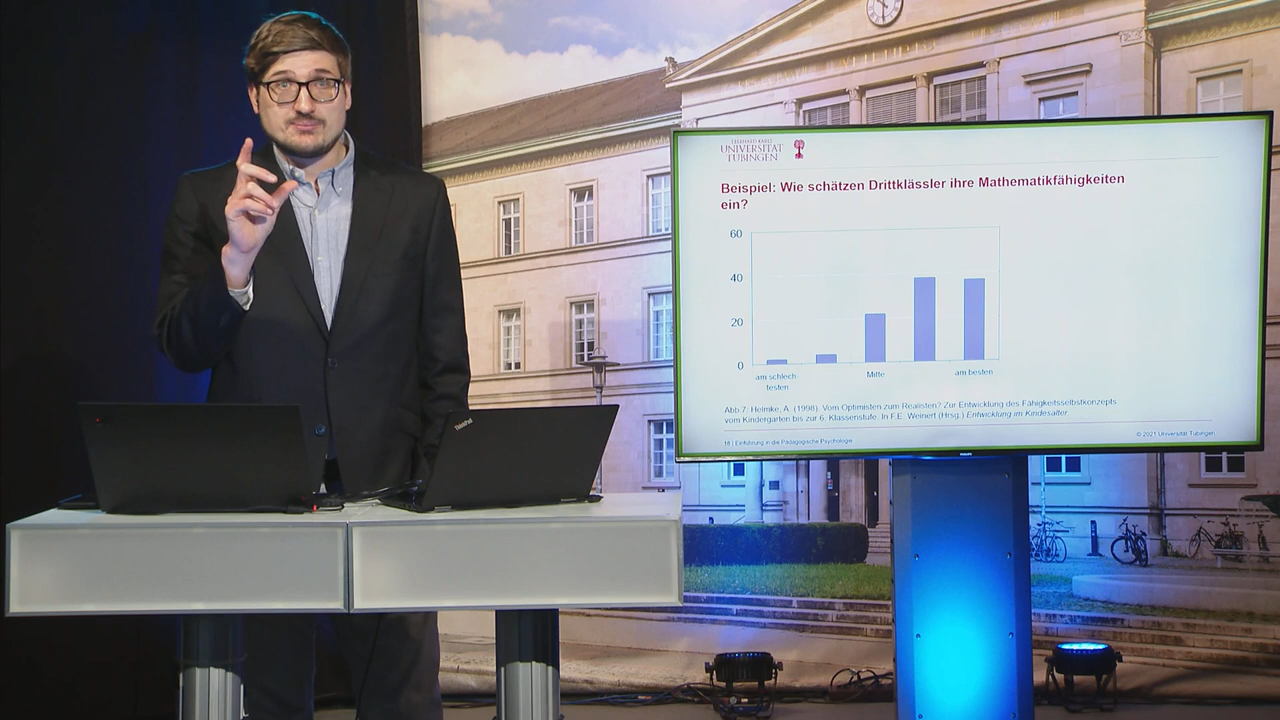 EBERHARD KARLS
UNIVERSITÄT
TÜBINGEN
Beispiel: Wie schätzen Drittklässler ihre Mathematikfähigkeiten
ein?
60
40
20
0
am schlech
testen
Mitte
am besten
Abb 7: Helmke, A. (1998). Vom Optimisten zum Realisten? Zur Entwicklung des Fähigkeitsselbstkonzepts
vom Kindergarten bis zur 6. Klassenstufe. In F.E. Weinert (Hrsg.) Entwicklung im Kindesalter.
16 | Einführung in die Pädagogische Psychologie
© 2021 Universität Tübingen
PHILIPS
ThinkPad